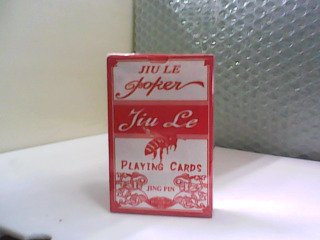 JIU LE
Poker
Jiu Le
PLAYING CARDS
JING PIN